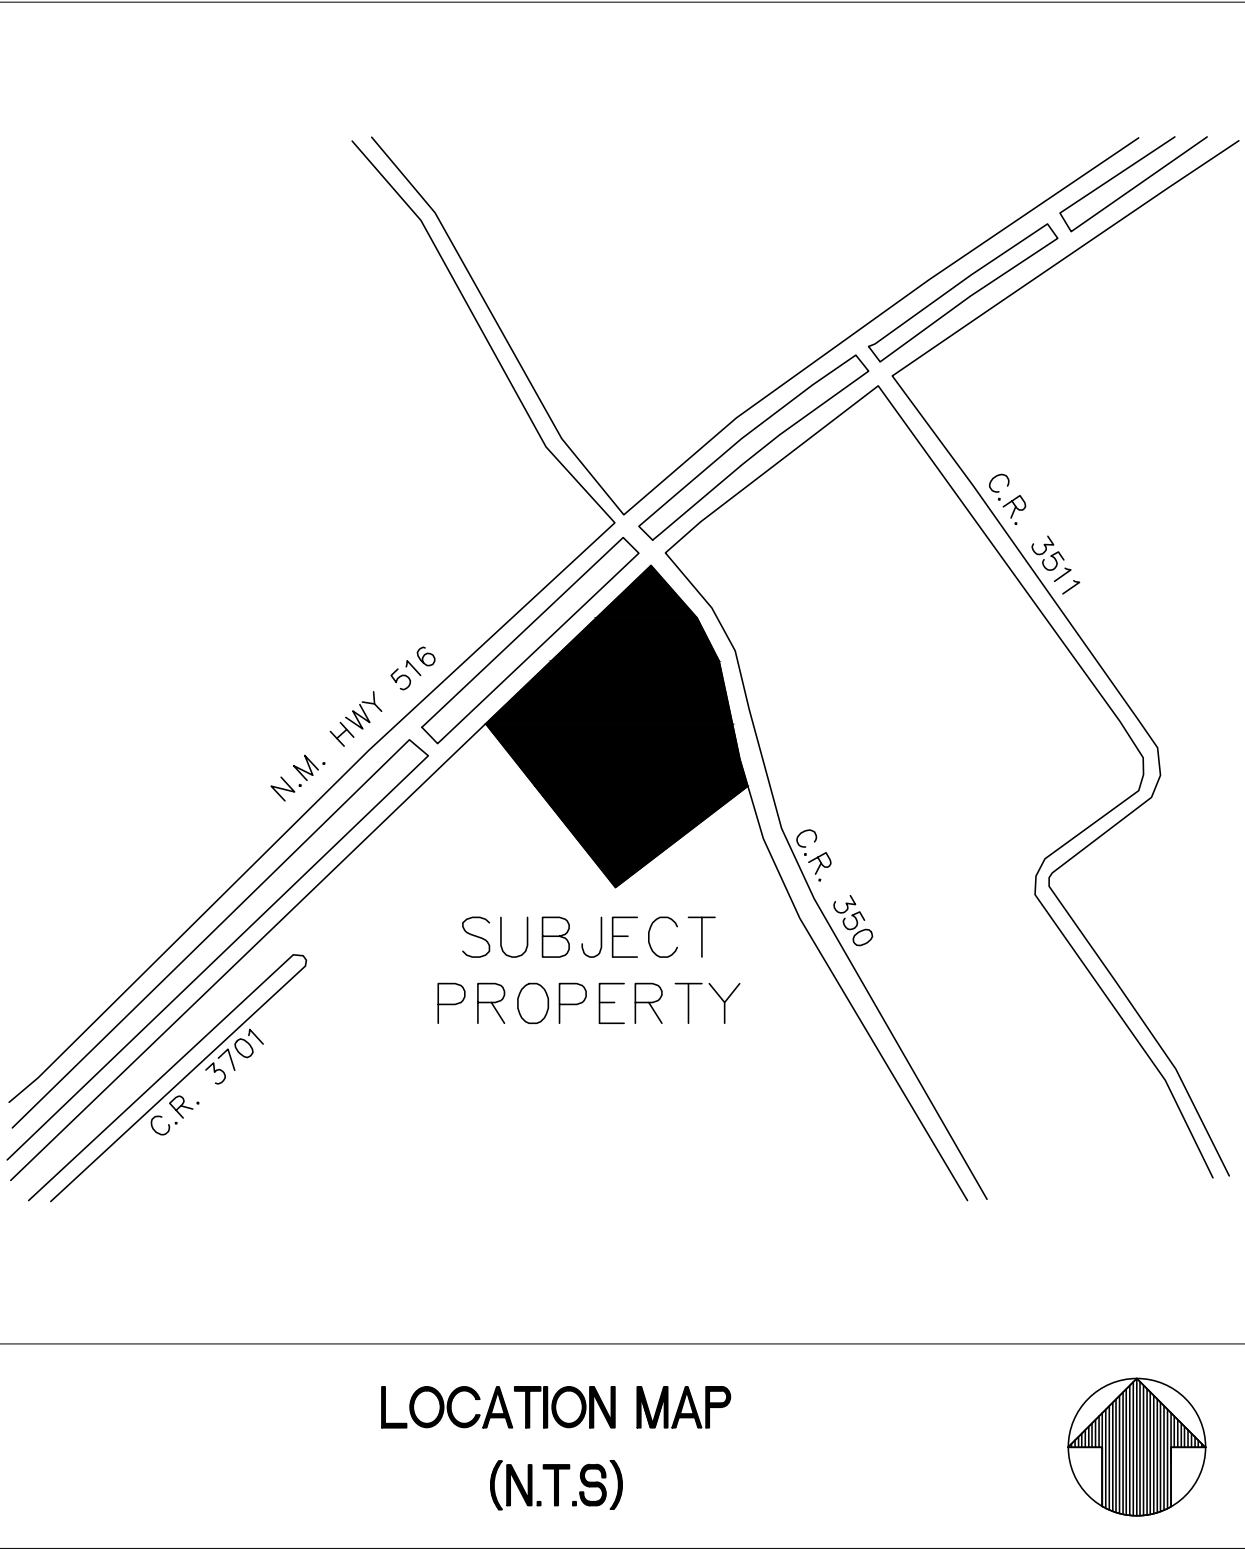 C.R. 3511
N.M. HWY 516
C.R. 350
SUBJECT
PROPERTY
C.R. 3701
LOCATION MAP
(N.T.S)